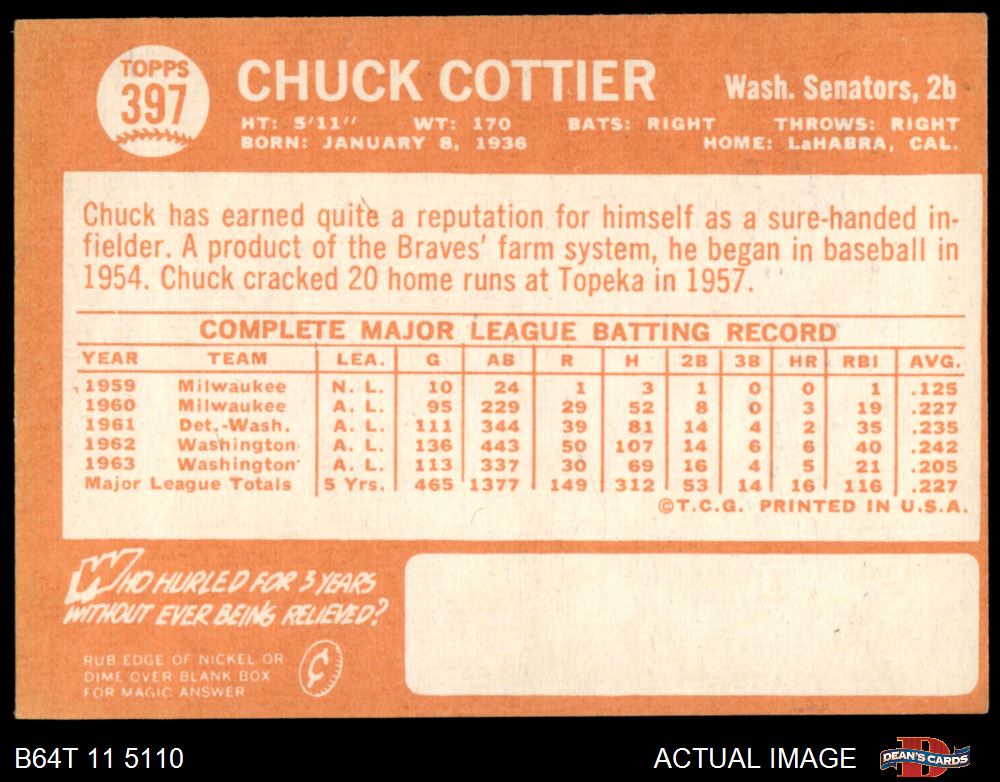 TOPPS
397
CHUCK COTTIER
Wash. Senators, 2b
HT: 5'11" WT: 170 BATS: RIGHT THROWS: RIGHT
BORN: JANUARY 8, 1936 HOME: LaHABRA, CAL.
Chuck has earned quite a reputation for himself as a sure-handed in-
fielder. A product of the Braves' farm system, he began in baseball in
1954. Chuck cracked 20 home runs at Topeka in 1957.
COMPLETE MAJOR LEAGUE BATTING RECORD
YEAR TEAM LEA. G AB R H 2B 3B HR RBI AVG.
1959 Milwaukee N. L. 10 24 1 3 1 0 0 1 .125
1960 Milwaukee A. L. 95 229 29 52 8 0 3 19 .227
1961 Det.-Wash. A. L. 111 344 39 81 14 4 2 35 .235
1962 Washington A. L. 136 443 50 107 14 6 6 40 .242
1963 Washington A. L. 113 337 30 69 16 4 5 21 .205
Major League Totals 5 Yrs. 465 1377 149 312 53 14 16 116 .227
©T.C.G. PRINTED IN U.S.A.
WHO HURLED FOR 3 YEARS
WITHOUT EVER BEING RELIEVED?
RUB EDGE OF NICKEL OR
DIME OVER BLANK BOX
FOR MAGIC ANSWER
¢
B64T 11 5110
ACTUAL IMAGE
DEAN'S CARDS